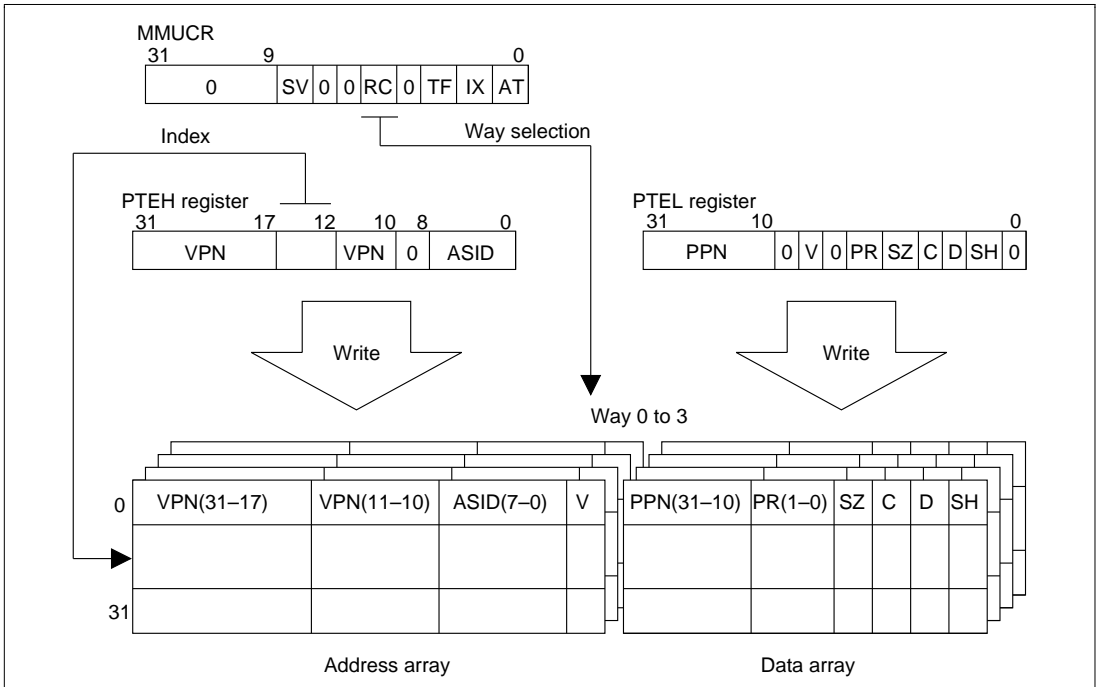 MMUCR
31 9 0
0 SV 0 0 RC 0 TF IX AT
Index
Way selection
PTEH register
31 17 12 10 8 0
VPN VPN 0 ASID
PTEL register
31 10 0
PPN 0 V 0 PR SZ C D SH 0
Write
Write
Way 0 to 3
0 VPN(31–17) VPN(11–10) ASID(7–0) V PPN(31–10) PR(1–0) SZ C D SH
31
Address array
Data array